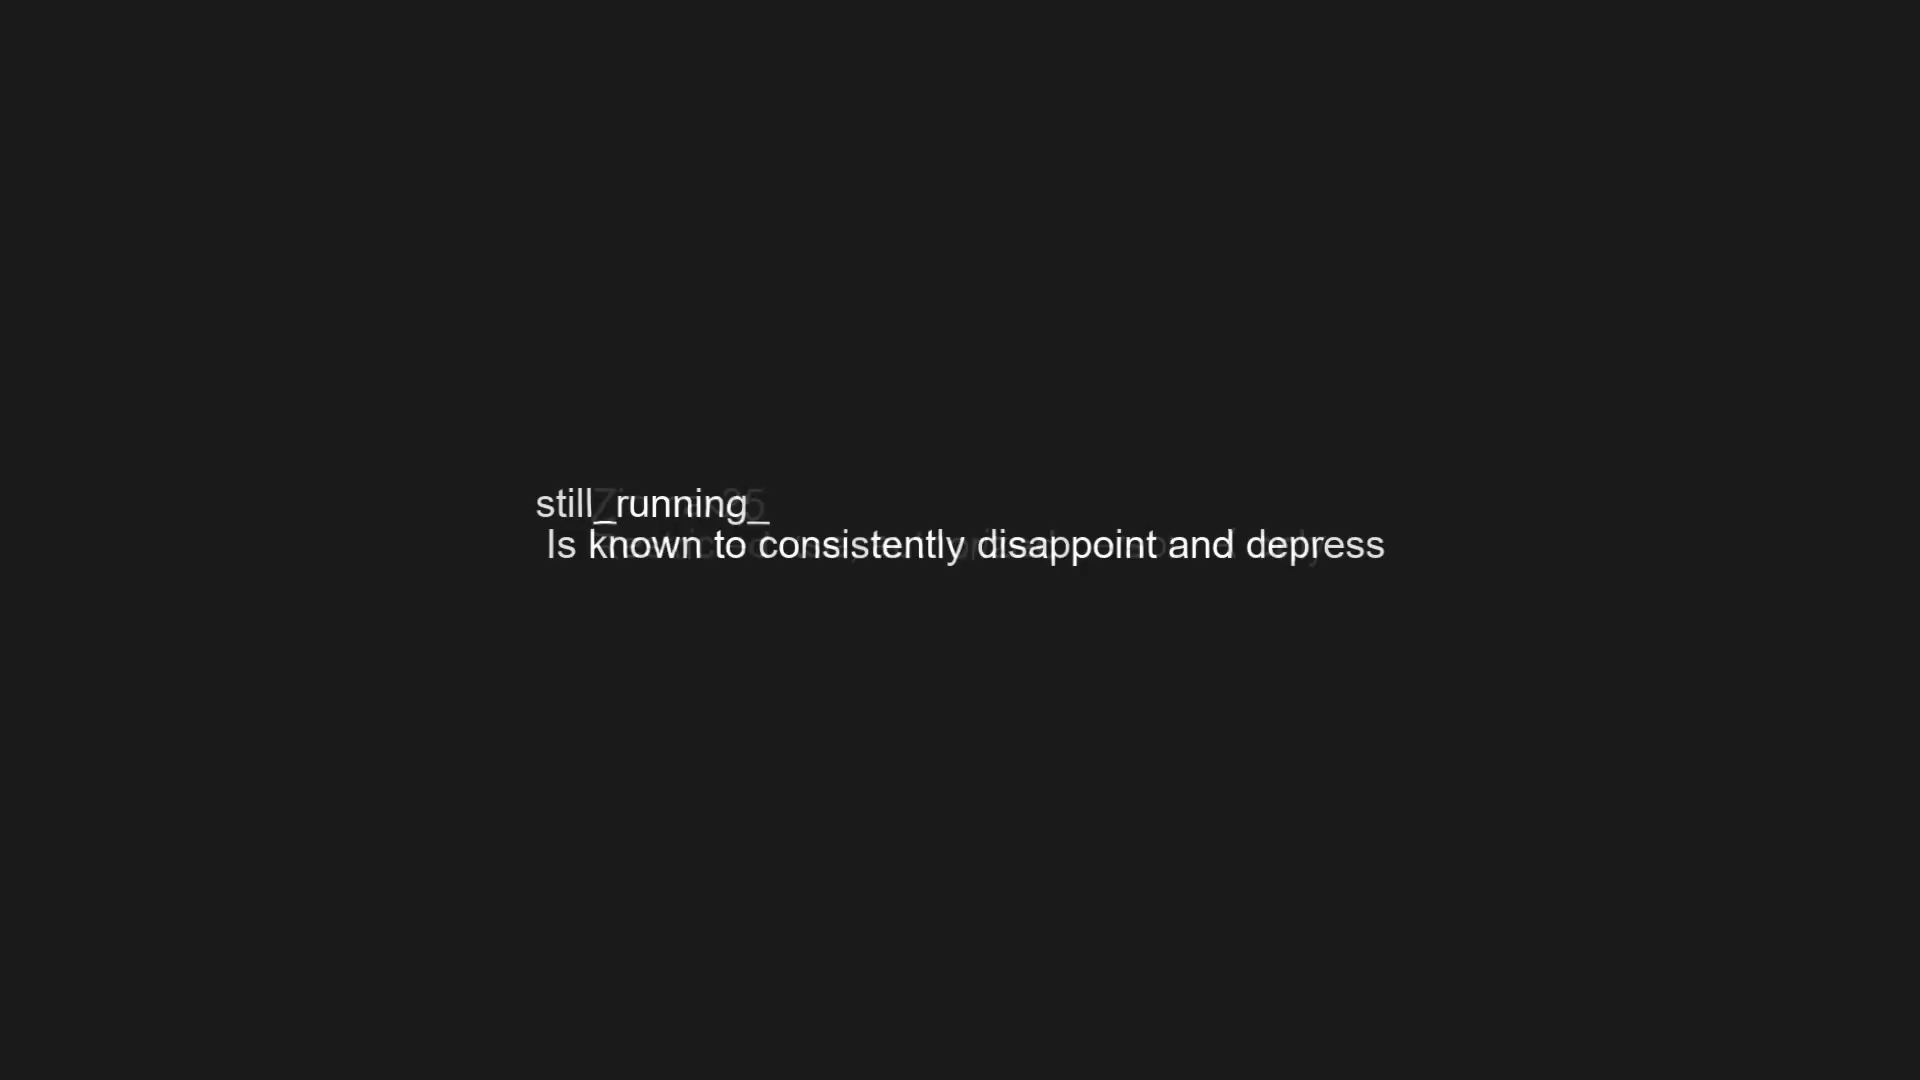 still_running_
Is known to consistently disappoint and depress